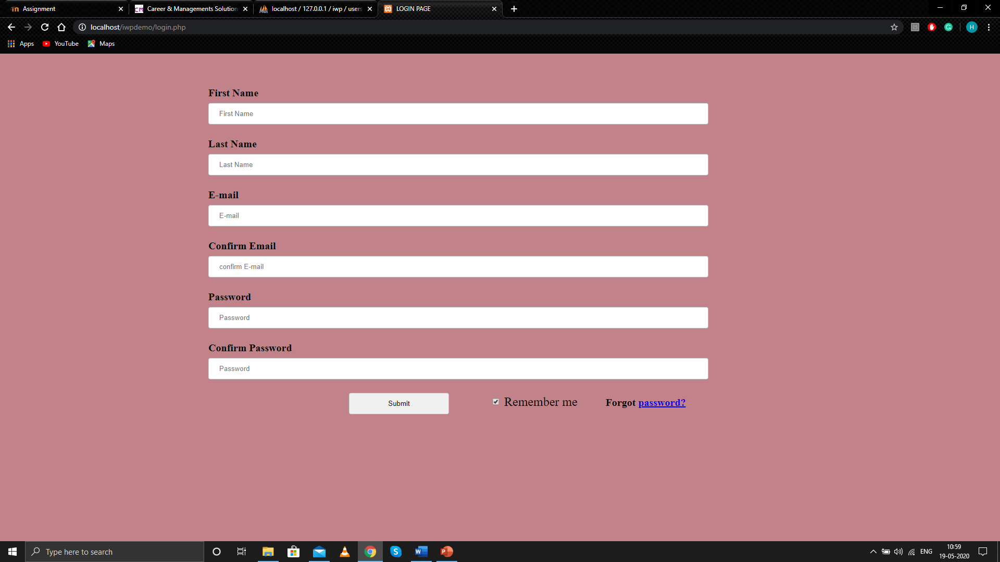 Assignment
CM Career & Managements Solution
localhost / 127.0.0.1 / iwp / users
LOGIN PAGE
localhost/iwpdemo/login.php
H
Apps YouTube Maps
First Name
First Name
Last Name
Last Name
E-mail
E-mail
Confirm Email
confirm E-mail
Password
Password
Confirm Password
Password
Submit Remember me Forgot password?
Type here to search
ENG
10:59
19-05-2020